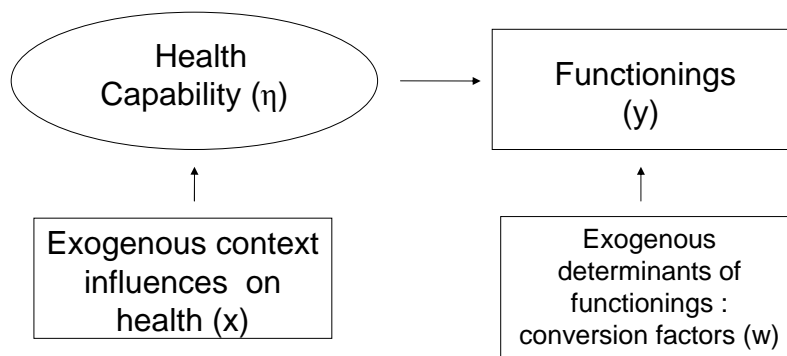 Health
Capability (η)
Functionings
(y)
Exogenous context
influences on
health (x)
Exogenous
determinants of
functionings :
conversion factors (w)